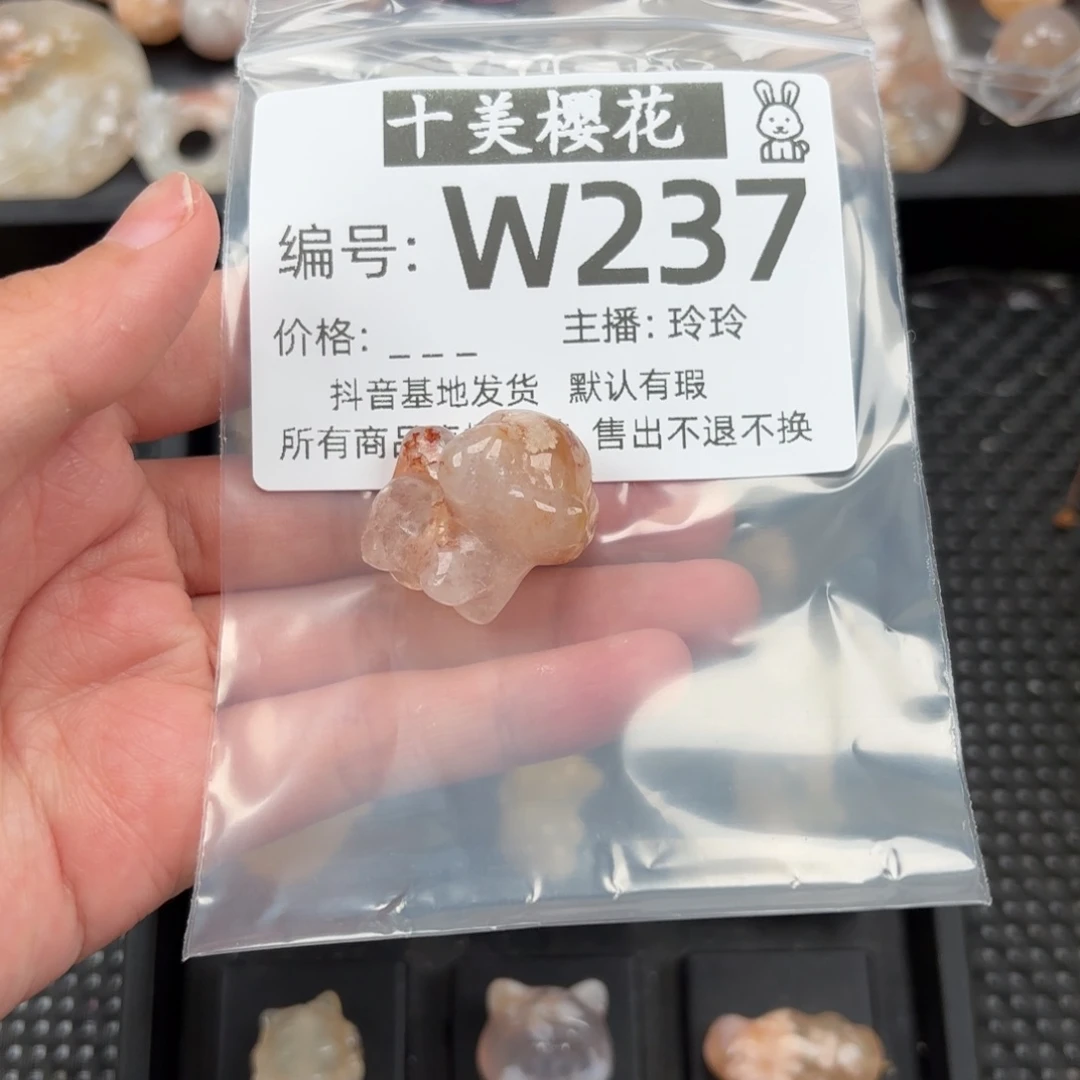 十美樱花
编号: W237
价格: _ _ _ 主播: 玲玲
抖音基地发货 默认有瑕
所有商品 售出不退不换